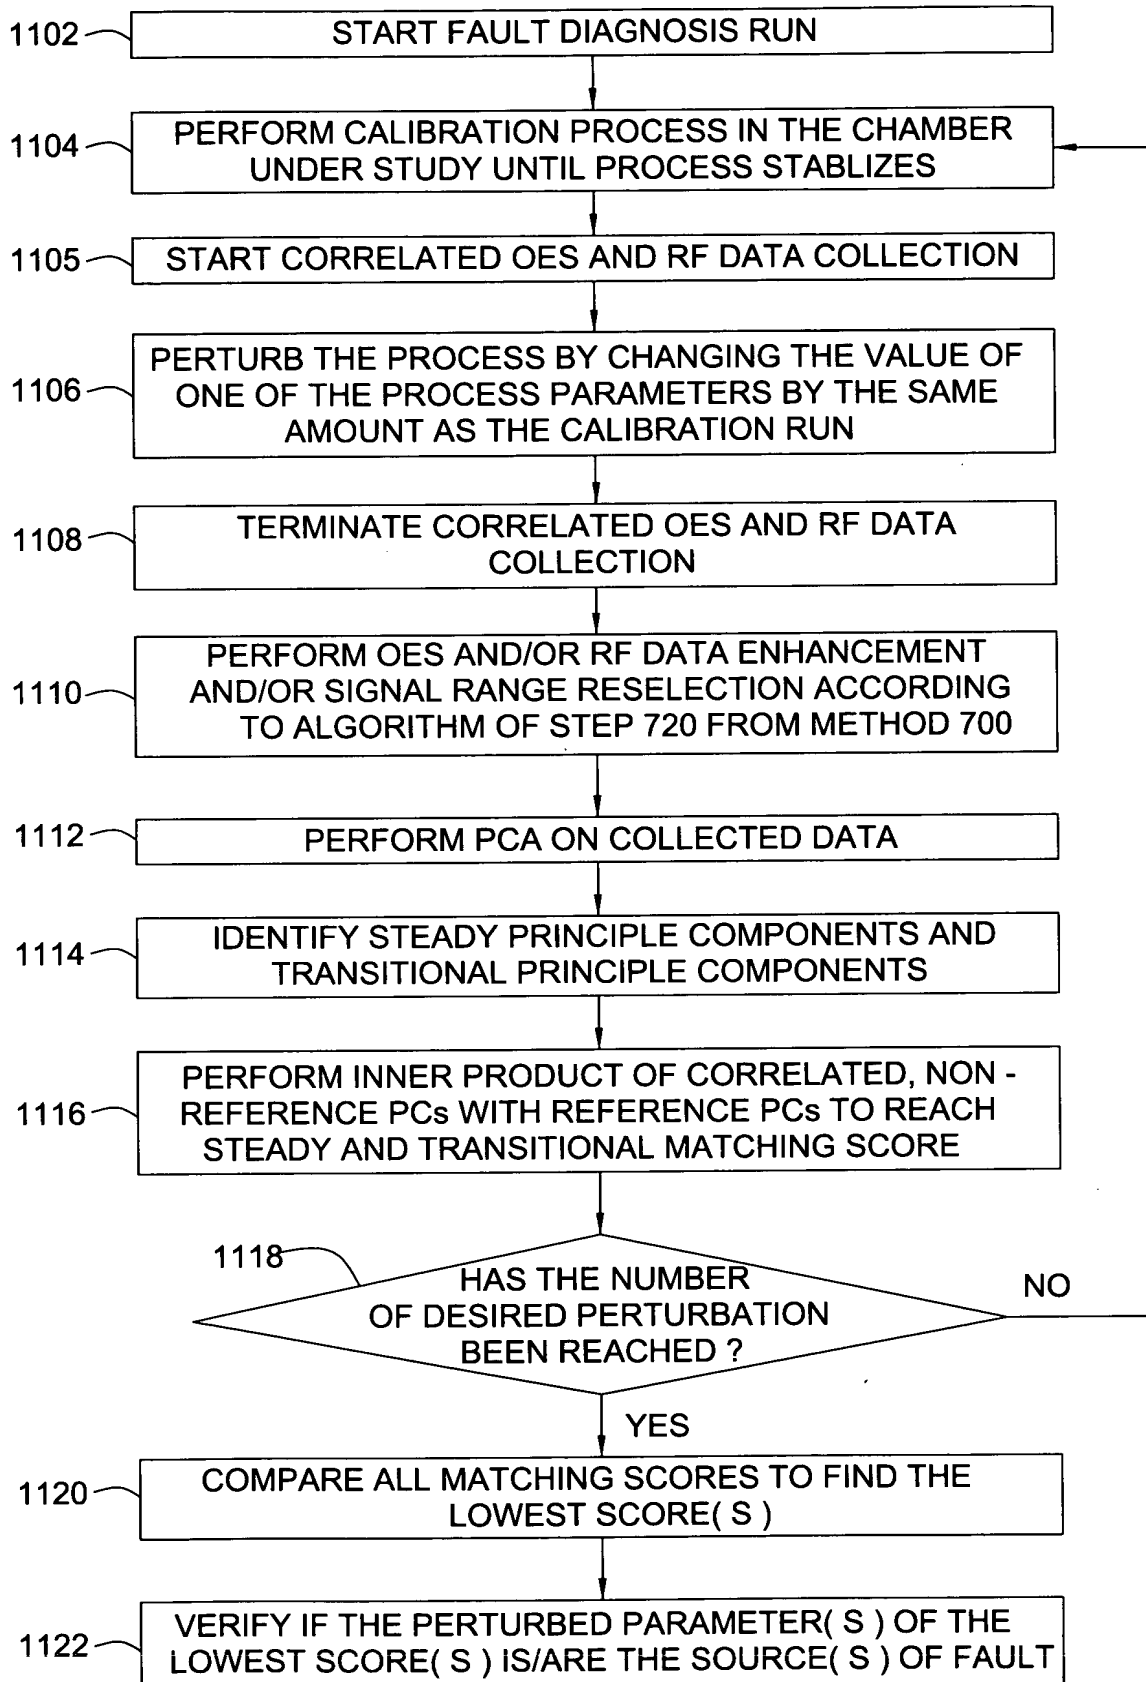 1102
START FAULT DIAGNOSIS RUN
1104
PERFORM CALIBRATION PROCESS IN THE CHAMBER
UNDER STUDY UNTIL PROCESS STABLIZES
1105
START CORRELATED OES AND RF DATA COLLECTION
1106
PERTURB THE PROCESS BY CHANGING THE VALUE OF
ONE OF THE PROCESS PARAMETERS BY THE SAME
AMOUNT AS THE CALIBRATION RUN
1108
TERMINATE CORRELATED OES AND RF DATA
COLLECTION
1110
PERFORM OES AND/OR RF DATA ENHANCEMENT
AND/OR SIGNAL RANGE RESELECTION ACCORDING
TO ALGORITHM OF STEP 720 FROM METHOD 700
1112
PERFORM PCA ON COLLECTED DATA
1114
IDENTIFY STEADY PRINCIPLE COMPONENTS AND
TRANSITIONAL PRINCIPLE COMPONENTS
1116
PERFORM INNER PRODUCT OF CORRELATED, NON -
REFERENCE PCs WITH REFERENCE PCs TO REACH
STEADY AND TRANSITIONAL MATCHING SCORE
1118
HAS THE NUMBER
OF DESIRED PERTURBATION
BEEN REACHED ?
NO
YES
1120
COMPARE ALL MATCHING SCORES TO FIND THE
LOWEST SCORE( S )
1122
VERIFY IF THE PERTURBED PARAMETER( S ) OF THE
LOWEST SCORE( S ) IS/ARE THE SOURCE( S ) OF FAULT